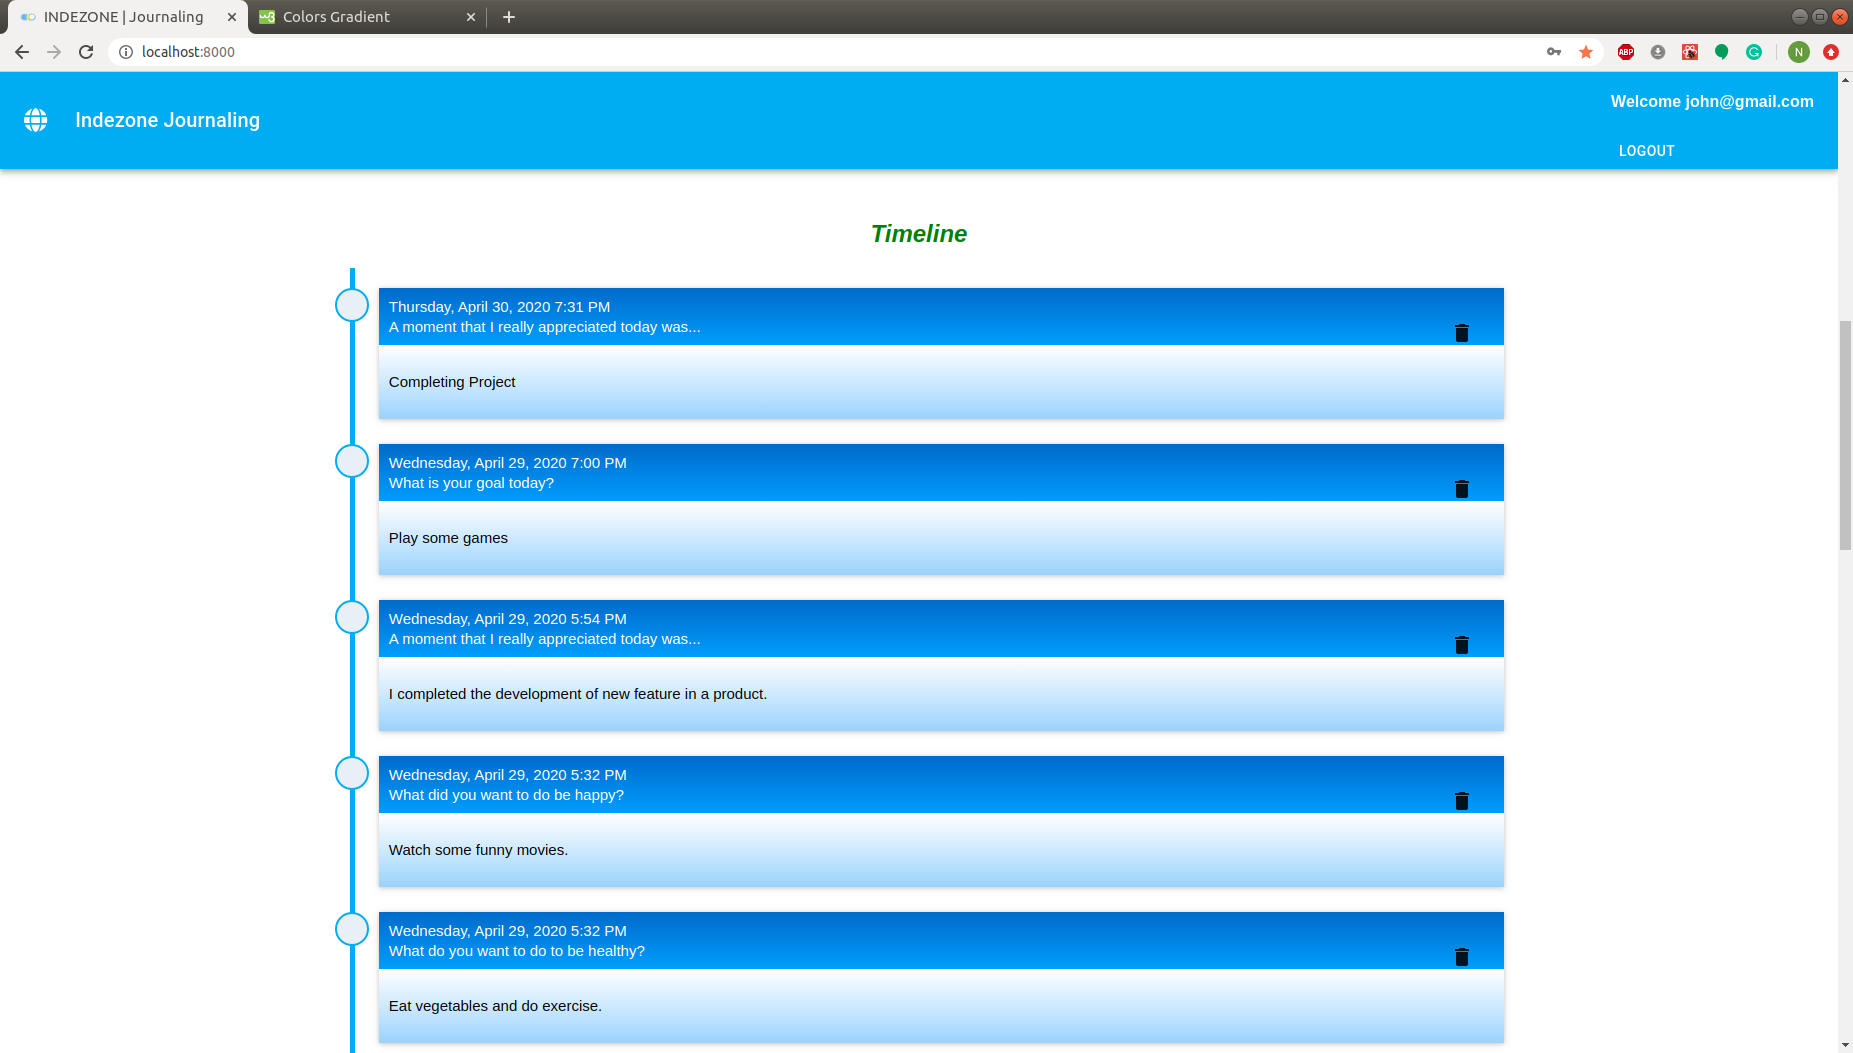 INDEZONE | Journaling
Colors Gradient
localhost:8000
ABP
N
Indezone Journaling
Welcome john@gmail.com
LOGOUT
Timeline
Thursday, April 30, 2020 7:31 PM
A moment that I really appreciated today was...
Completing Project
Wednesday, April 29, 2020 7:00 PM
What is your goal today?
Play some games
Wednesday, April 29, 2020 5:54 PM
A moment that I really appreciated today was...
I completed the development of new feature in a product.
Wednesday, April 29, 2020 5:32 PM
What did you want to do be happy?
Watch some funny movies.
Wednesday, April 29, 2020 5:32 PM
What do you want to do to be healthy?
Eat vegetables and do exercise.